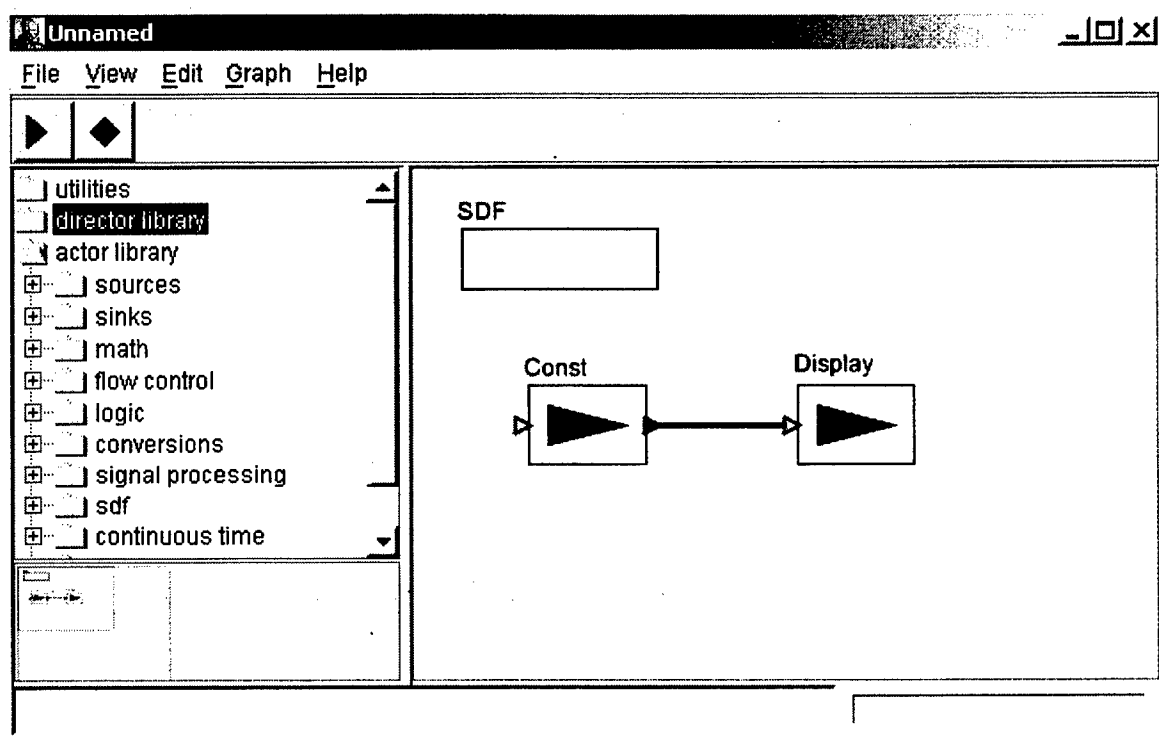 Unnamed
File View Edit Graph Help
utilities
director library
actor library
sources
sinks
math
flow control
logic
conversions
signal processing
sdf
continuous time
SDF
Const
Display